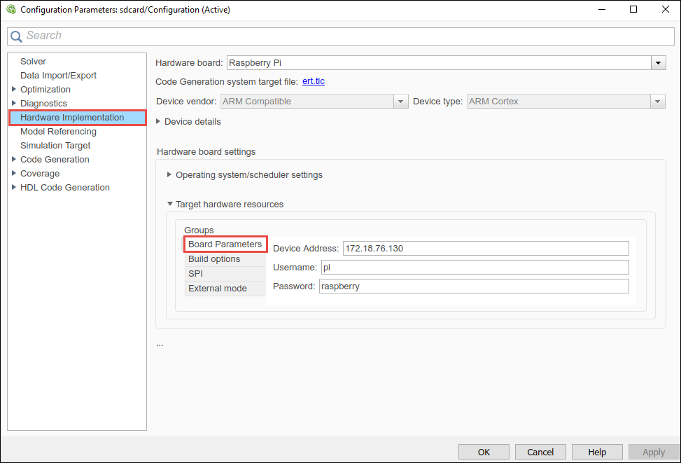 Configuration Parameters: sdcard/Configuration (Active)
Search
Solver
Data Import/Export
Optimization
Diagnostics
Hardware Implementation
Model Referencing
Simulation Target
Code Generation
Coverage
HDL Code Generation
Hardware board: Raspberry Pi
Code Generation system target file: ert.tlc
Device vendor: ARM Compatible Device type: ARM Cortex
Device details
Hardware board settings
Operating system/scheduler settings
Target hardware resources
Groups
Board Parameters
Build options
SPI
External mode
Device Address: 172.18.76.130
Username: pi
Password: raspberry
...
OK Cancel Help Apply